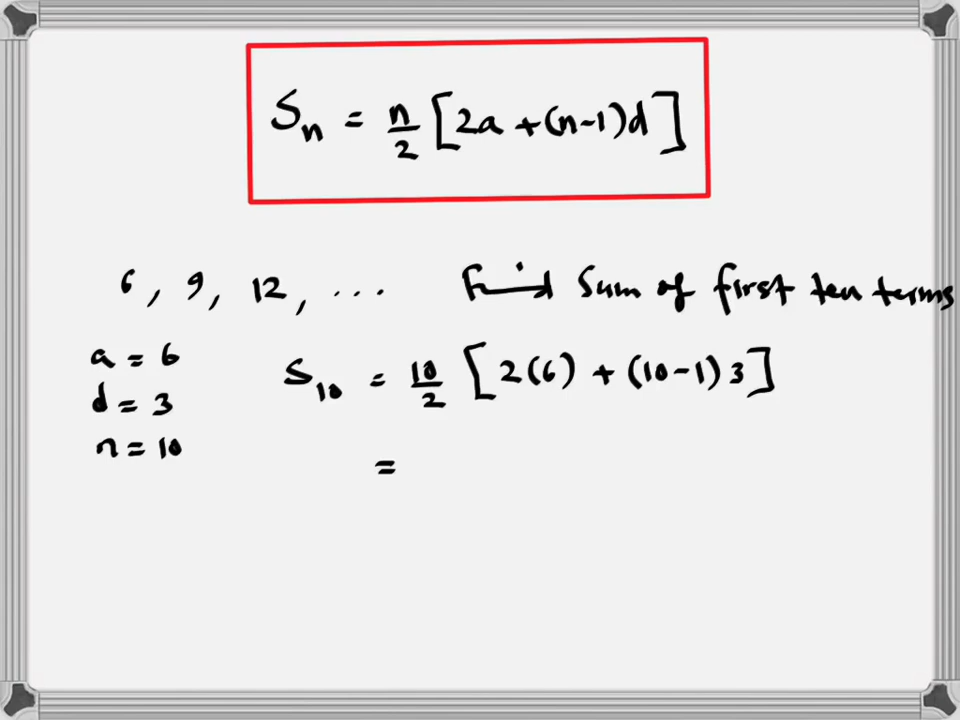 Sn = n/2 [2a + (n-1)d]
6, 9, 12, ... Find Sum of first ten terms
a = 6
d = 3
n = 10
S10 = 10/2 [2(6) + (10-1)3]
=